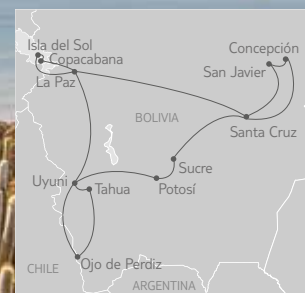 Isla del Sol
Copacabana
La Paz
Concepción
San Javier
BOLIVIA
Santa Cruz
Sucre
Potosí
Uyuni
Tahua
Ojo de Perdiz
CHILE
ARGENTINA